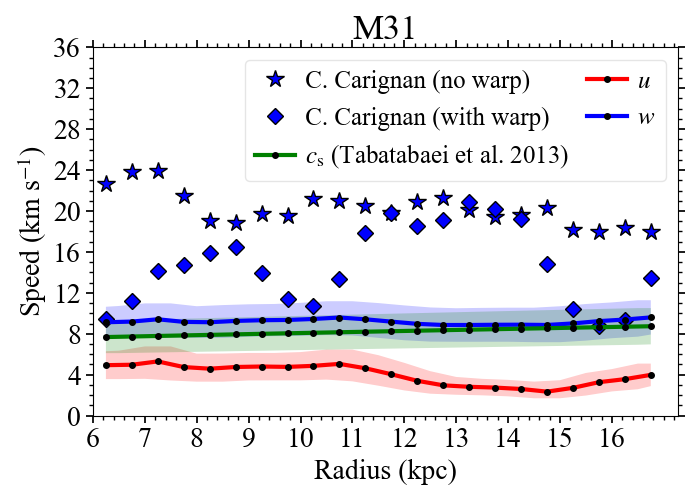 M31
36
32
28
24
20
16
12
8
4
0
Speed (km s⁻¹)
C. Carignan (no warp)
C. Carignan (with warp)
cₛ (Tabatabaei et al. 2013)
u
w
6 7 8 9 10 11 12 13 14 15 16
Radius (kpc)